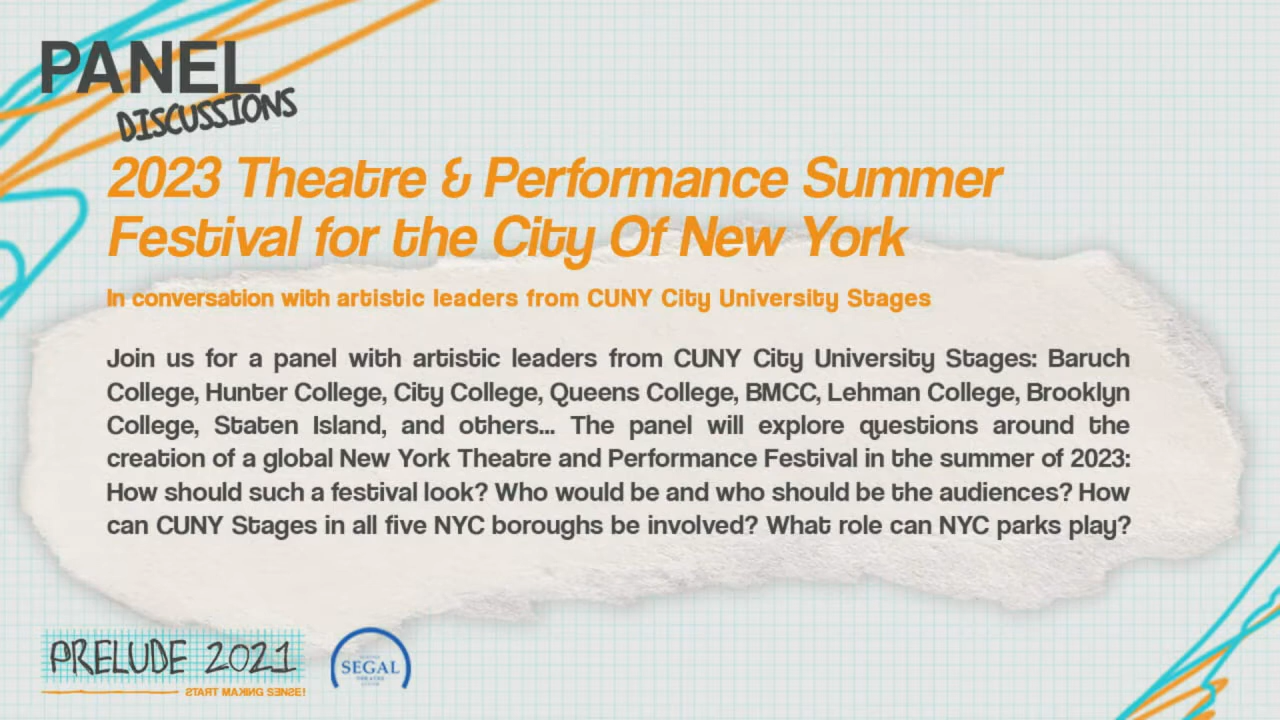 PANEL
DISCUSSIONS
2023 Theatre & Performance Summer
Festival for the City Of New York
In conversation with artistic leaders from CUNY City University Stages
Join us for a panel with artistic leaders from CUNY City University Stages: Baruch
College, Hunter College, City College, Queens College, BMCC, Lehman College, Brooklyn
College, Staten Island, and others... The panel will explore questions around the
creation of a global New York Theatre and Performance Festival in the summer of 2023:
How should such a festival look? Who would be and who should be the audiences? How
can CUNY Stages in all five NYC boroughs be involved? What role can NYC parks play?
PRELUDE 2021
START MAKING SENSE!
SEGAL
THEATRE
CENTER